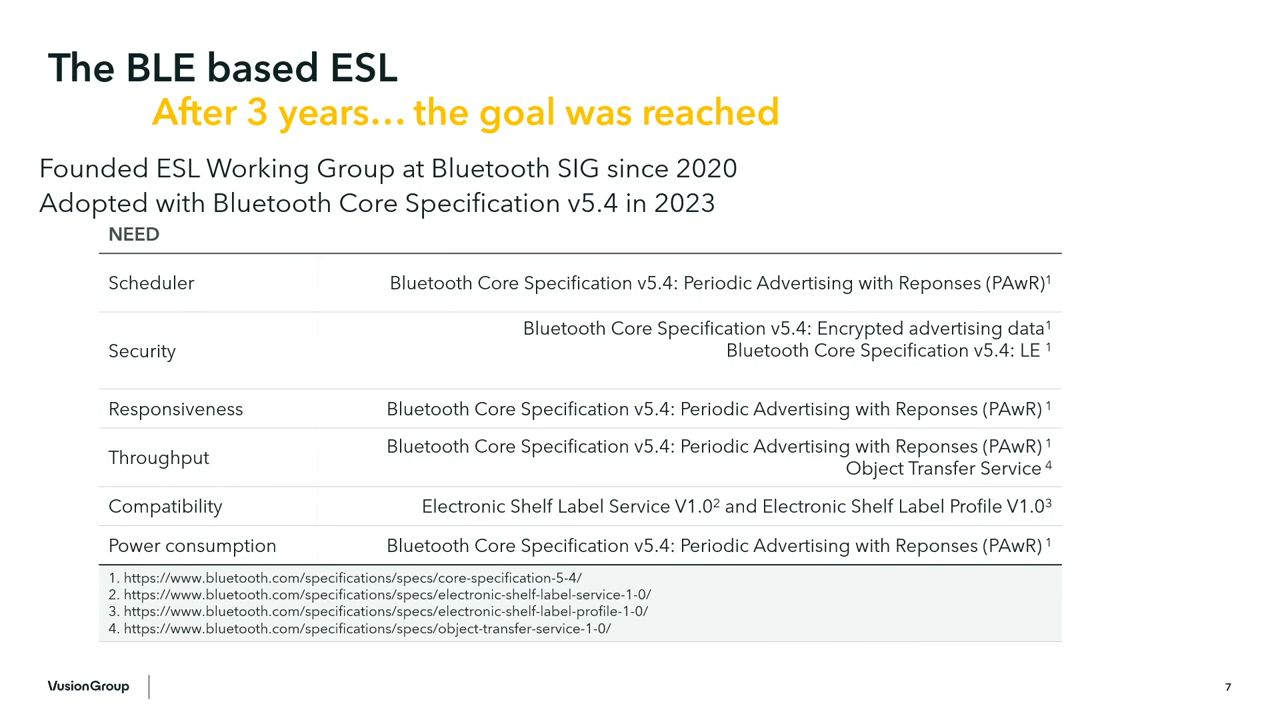 The BLE based ESL
After 3 years... the goal was reached
Founded ESL Working Group at Bluetooth SIG since 2020
Adopted with Bluetooth Core Specification v5.4 in 2023
NEED
Scheduler
Bluetooth Core Specification v5.4: Periodic Advertising with Reponses (PAwR)¹
Security
Bluetooth Core Specification v5.4: Encrypted advertising data¹
Bluetooth Core Specification v5.4: LE ¹
Responsiveness
Bluetooth Core Specification v5.4: Periodic Advertising with Reponses (PAwR) ¹
Throughput
Bluetooth Core Specification v5.4: Periodic Advertising with Reponses (PAwR) ¹
Object Transfer Service ⁴
Compatibility
Electronic Shelf Label Service V1.0² and Electronic Shelf Label Profile V1.0³
Power consumption
Bluetooth Core Specification v5.4: Periodic Advertising with Reponses (PAwR) ¹
1. https://www.bluetooth.com/specifications/specs/core-specification-5-4/
2. https://www.bluetooth.com/specifications/specs/electronic-shelf-label-service-1-0/
3. https://www.bluetooth.com/specifications/specs/electronic-shelf-label-profile-1-0/
4. https://www.bluetooth.com/specifications/specs/object-transfer-service-1-0/
VusionGroup
7